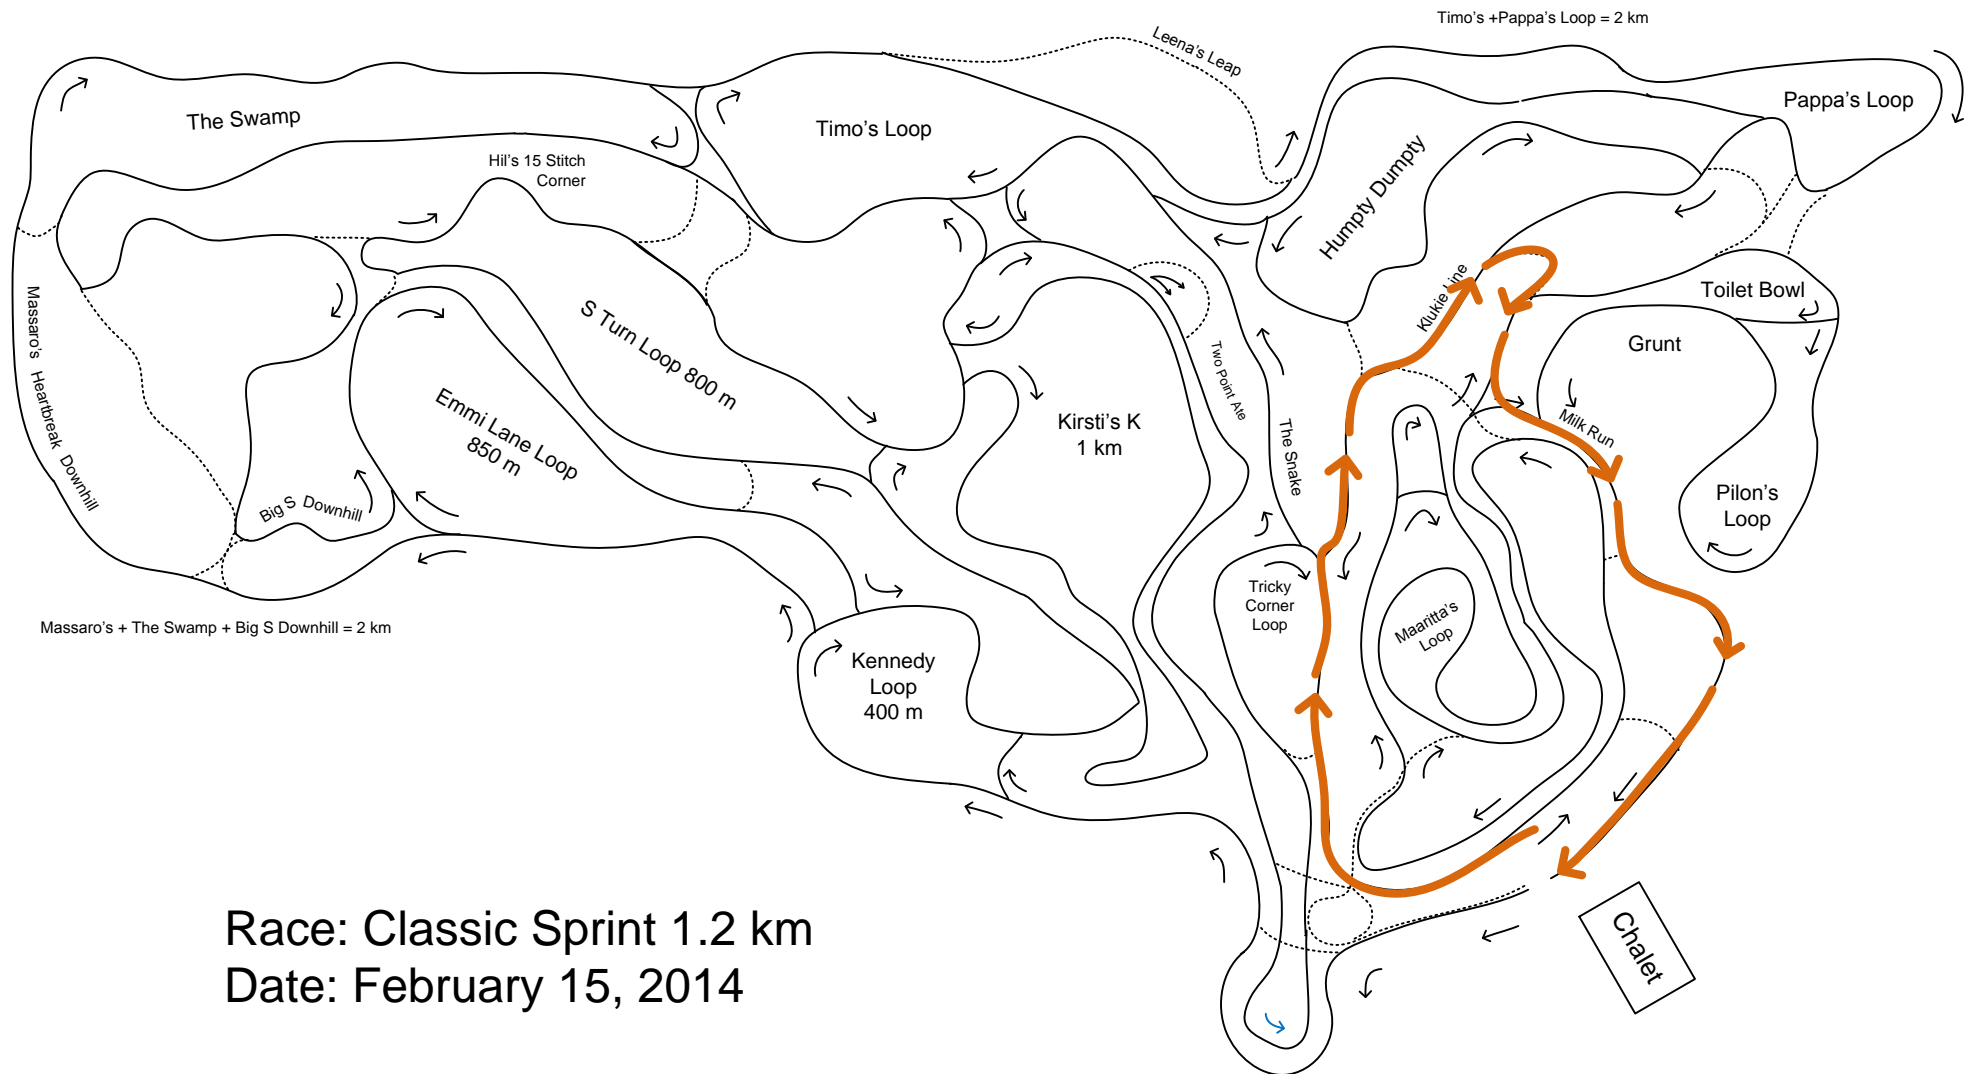 Timo's +Pappa's Loop = 2 km
Leena's Leap
Pappa's Loop
The Swamp
Timo's Loop
Hil's 15 Stitch
Corner
Humpty Dumpty
Massaro's Heartbreak Downhill
S Turn Loop 800 m
Klukie Line
Toilet Bowl
Grunt
Two Point Ate
Emmi Lane Loop
850 m
Kirsti's K
1 km
The Snake
Milk Run
Big S Downhill
Pilon's
Loop
Tricky
Corner
Loop
Maaritta's
Loop
Massaro's + The Swamp + Big S Downhill = 2 km
Kennedy
Loop
400 m
Chalet
Race: Classic Sprint 1.2 km
Date: February 15, 2014